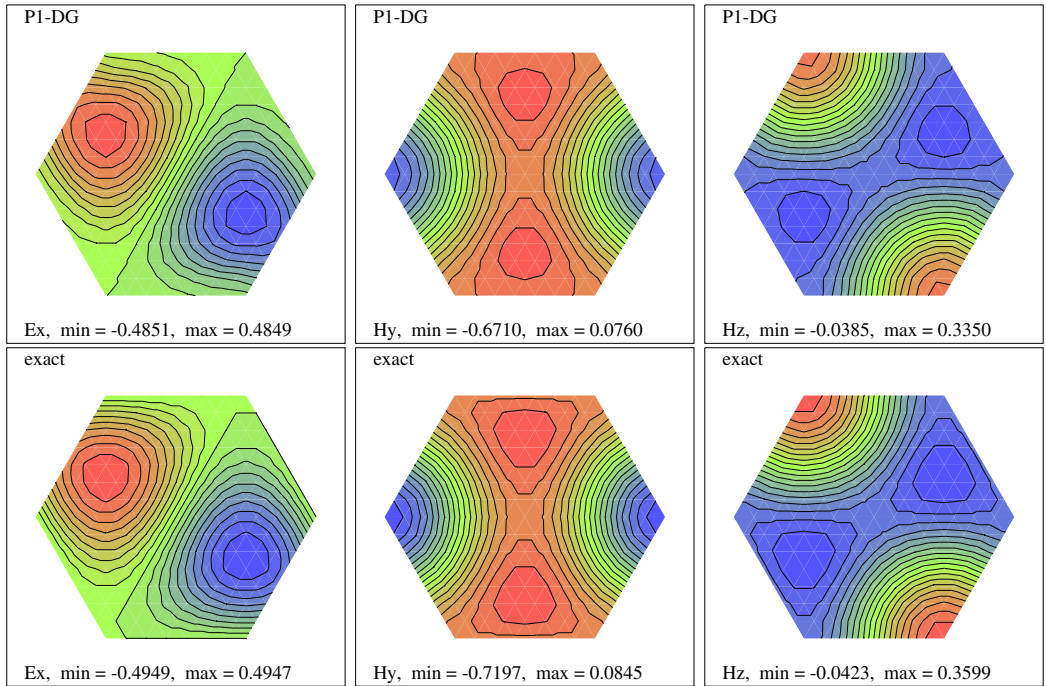 P1-DG
P1-DG
P1-DG
Ex, min = -0.4851, max = 0.4849
Hy, min = -0.6710, max = 0.0760
Hz, min = -0.0385, max = 0.3350
exact
exact
exact
Ex, min = -0.4949, max = 0.4947
Hy, min = -0.7197, max = 0.0845
Hz, min = -0.0423, max = 0.3599